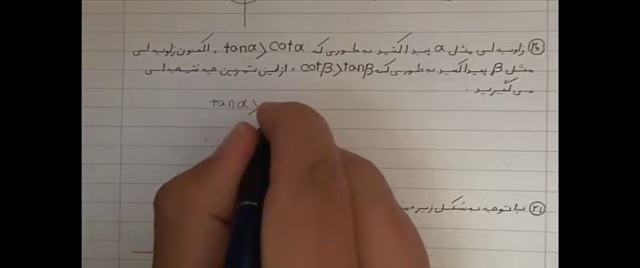 ۲۰ زاویه ای مثل α پیدا کنید به طوری که tanα > cotα ، اکنون زاویه ای
مثل β پیدا کنید به طوری که cotβ > tanβ ، از این تمرین چه نتیجه ای
می گیرید .
tanα >
۲۱ با توجه به شکل زیر